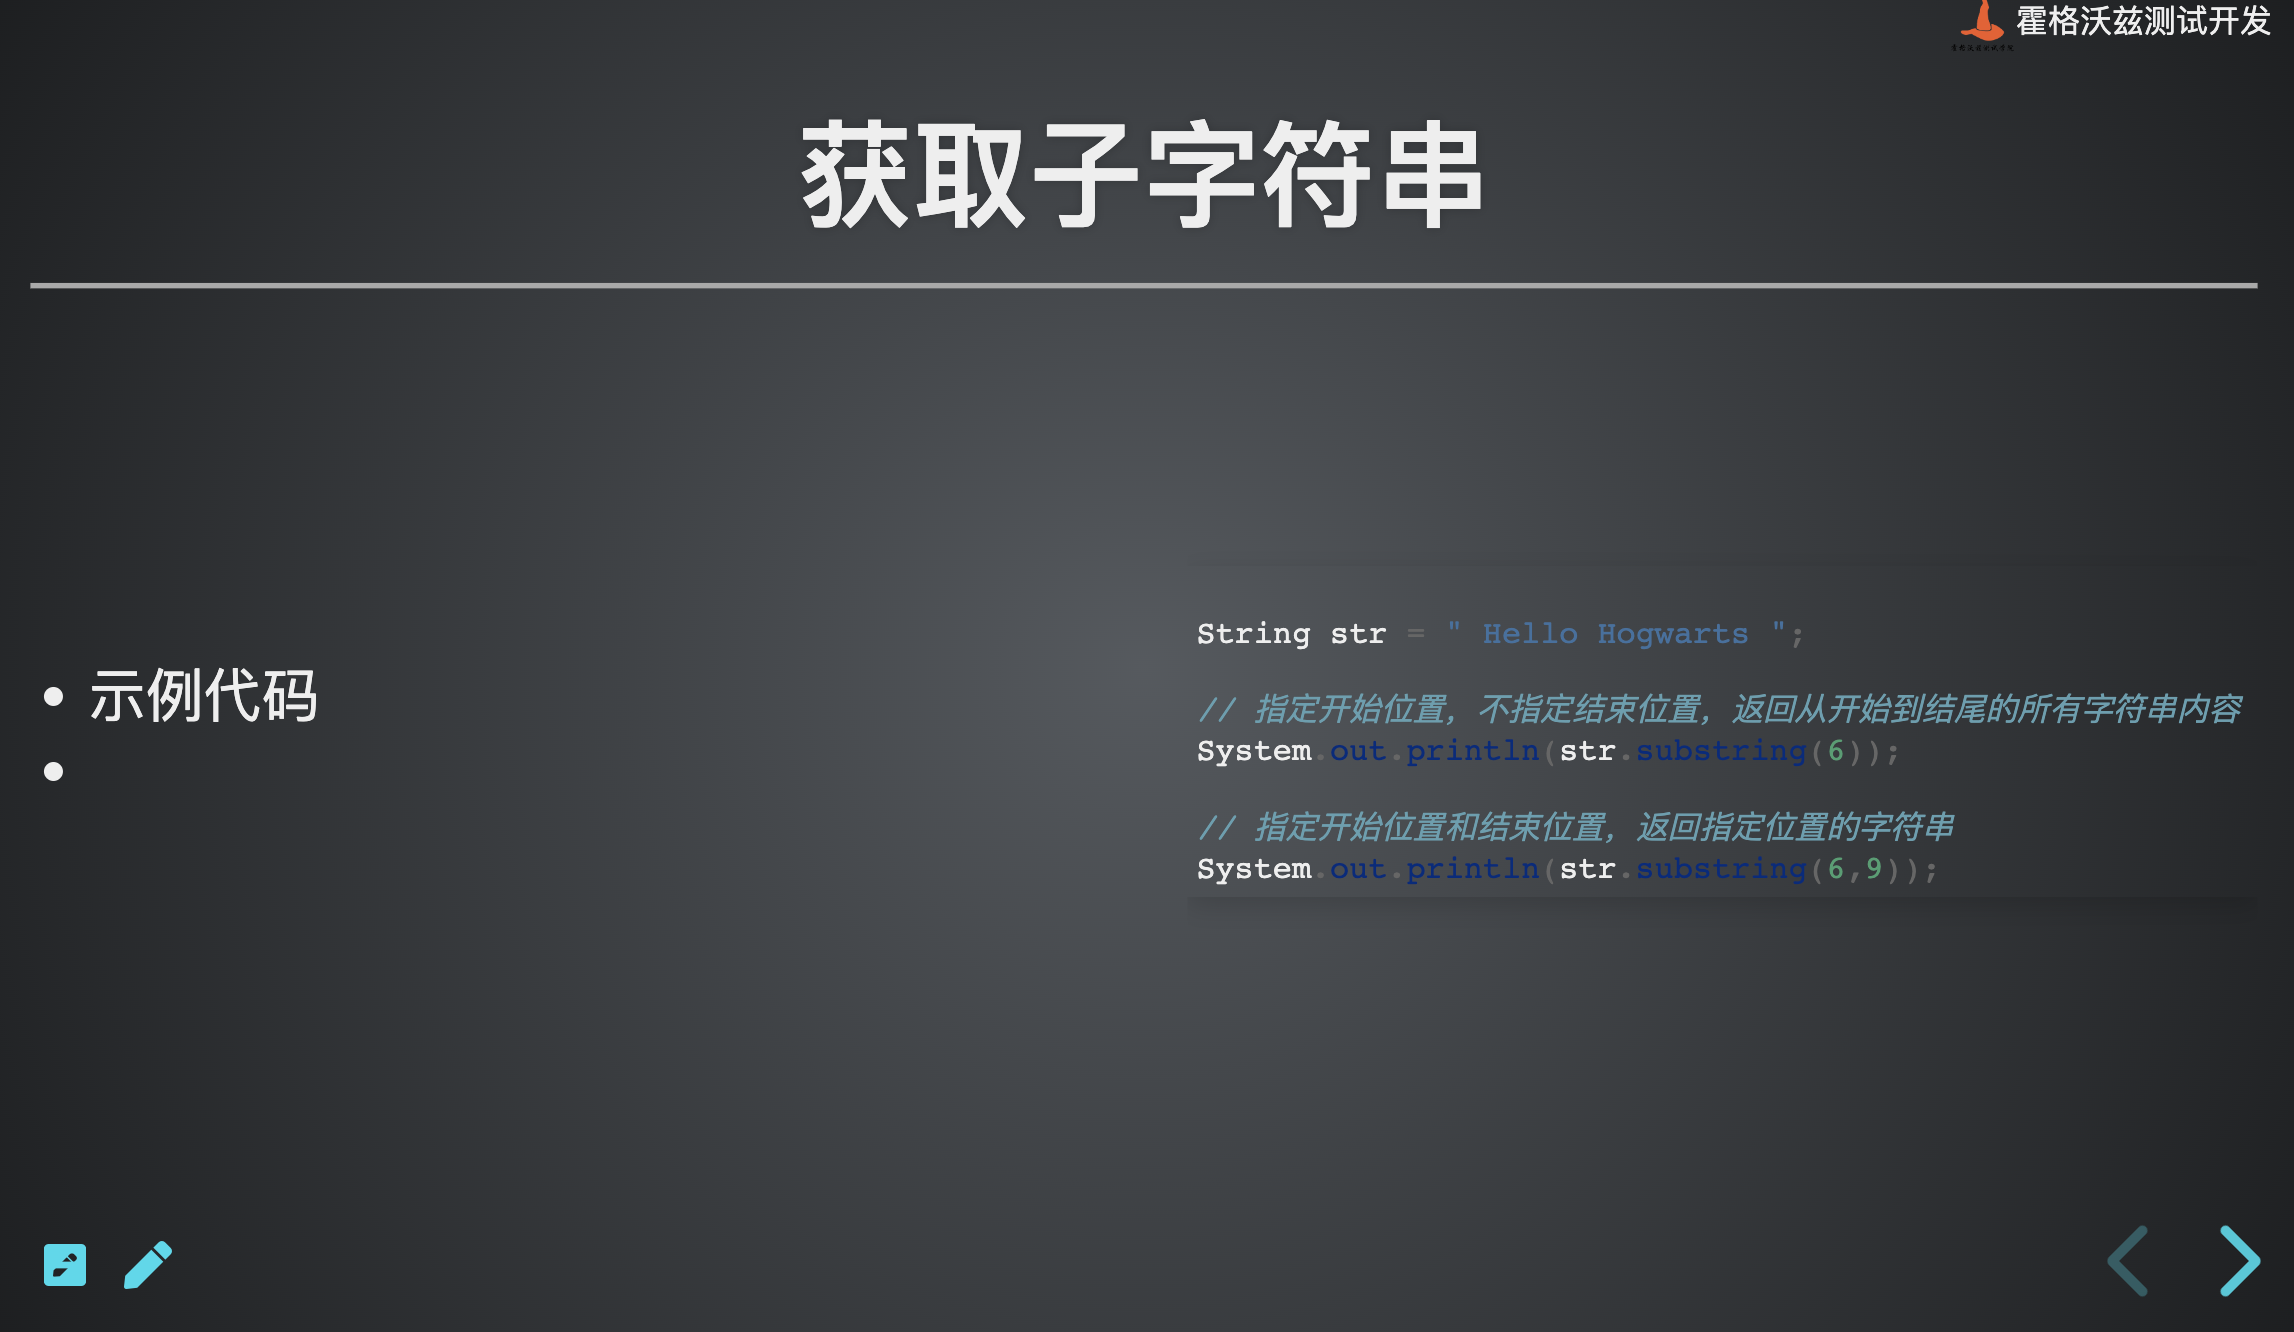 霍格沃兹测试开发
获取子字符串
示例代码
String str = " Hello Hogwarts ";
// 指定开始位置，不指定结束位置，返回从开始到结尾的所有字符串内容
System.out.println(str.substring(6));
// 指定开始位置和结束位置，返回指定位置的字符串
System.out.println(str.substring(6,9));